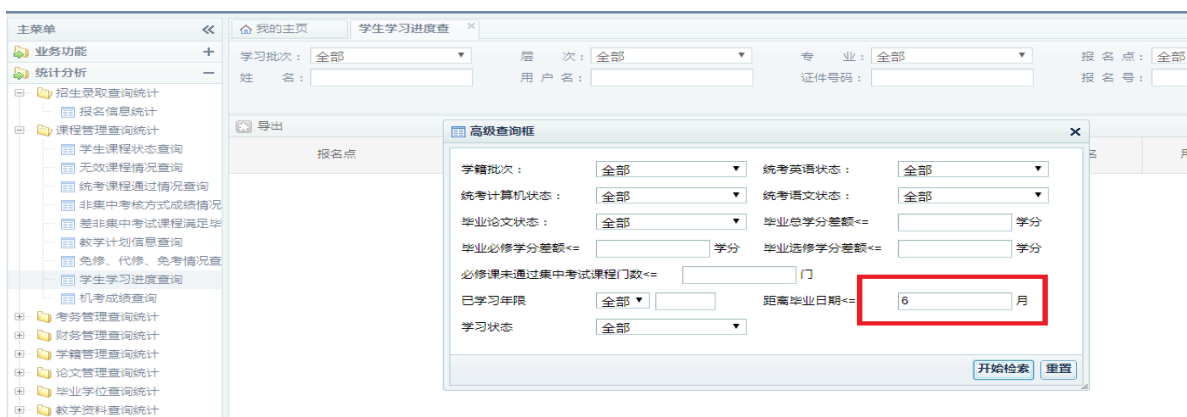 主菜单
业务功能
统计分析
招生录取查询统计
报名信息统计
课程管理查询统计
学生课程状态查询
无效课程情况查询
统考课程通过情况查询
非集中考核方式成绩情况
差非集中考试课程满足毕
教学计划信息查询
免修、代修、免考情况查
学生学习进度查询
机考成绩查询
考务管理查询统计
财务管理查询统计
学籍管理查询统计
论文管理查询统计
毕业学位查询统计
教学资料查询统计
我的主页 学生学习进度查 ×
学习批次： 全部 层 次： 全部 专 业： 全部 报 名 点： 全部
姓 名： 用 户 名： 证件号码： 报 名 号：
导出
报名点
名
高级查询框 ×
学籍批次： 全部 统考英语状态： 全部
统考计算机状态： 全部 统考语文状态： 全部
毕业论文状态： 全部 毕业总学分差额<= 学分
毕业必修学分差额<= 学分 毕业选修学分差额<= 学分
必修课未通过集中考试课程门数<= 门
已学习年限 全部 距离毕业日期<= 6 月
学习状态 全部
开始检索 重置